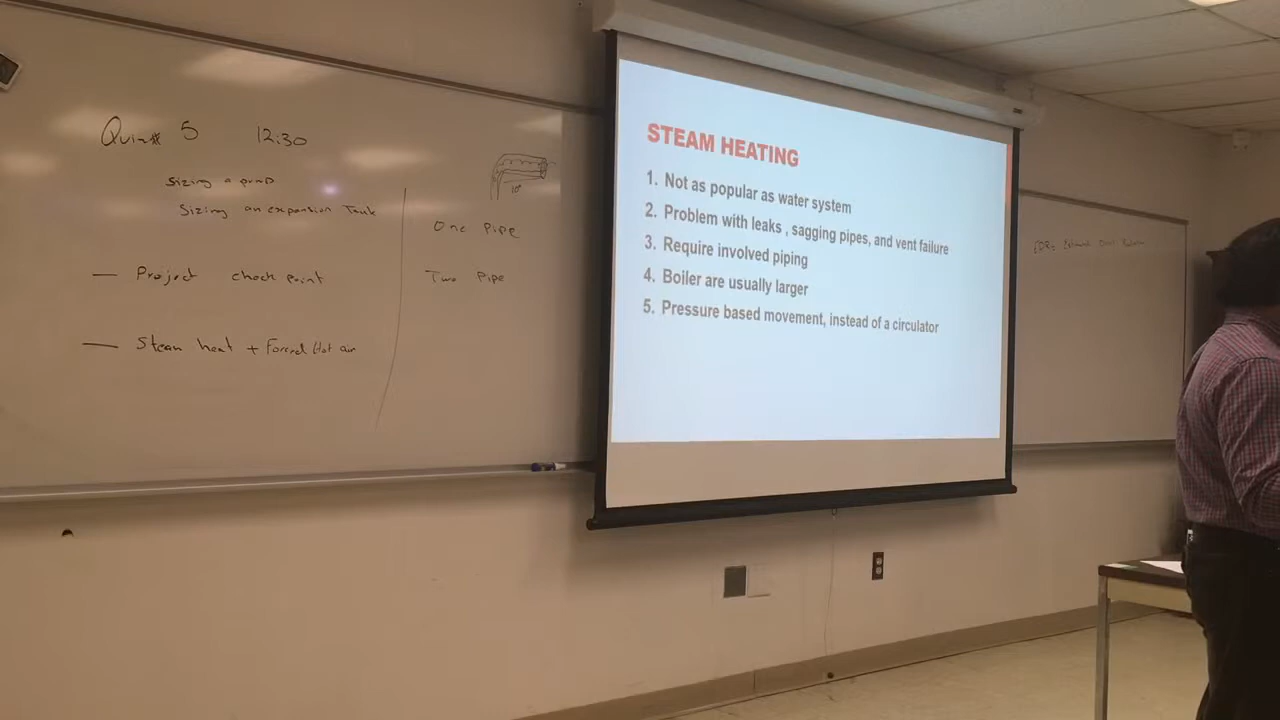 Quiz# 5 12:30
Sizing a pump
Sizing an expansion Tank
— Project check point
— Steam heat + Forced Hot air
10"
One Pipe
Two Pipe
STEAM HEATING
1. Not as popular as water system
2. Problem with leaks , sagging pipes, and vent failure
3. Require involved piping
4. Boiler are usually larger
5. Pressure based movement, instead of a circulator
EDR=